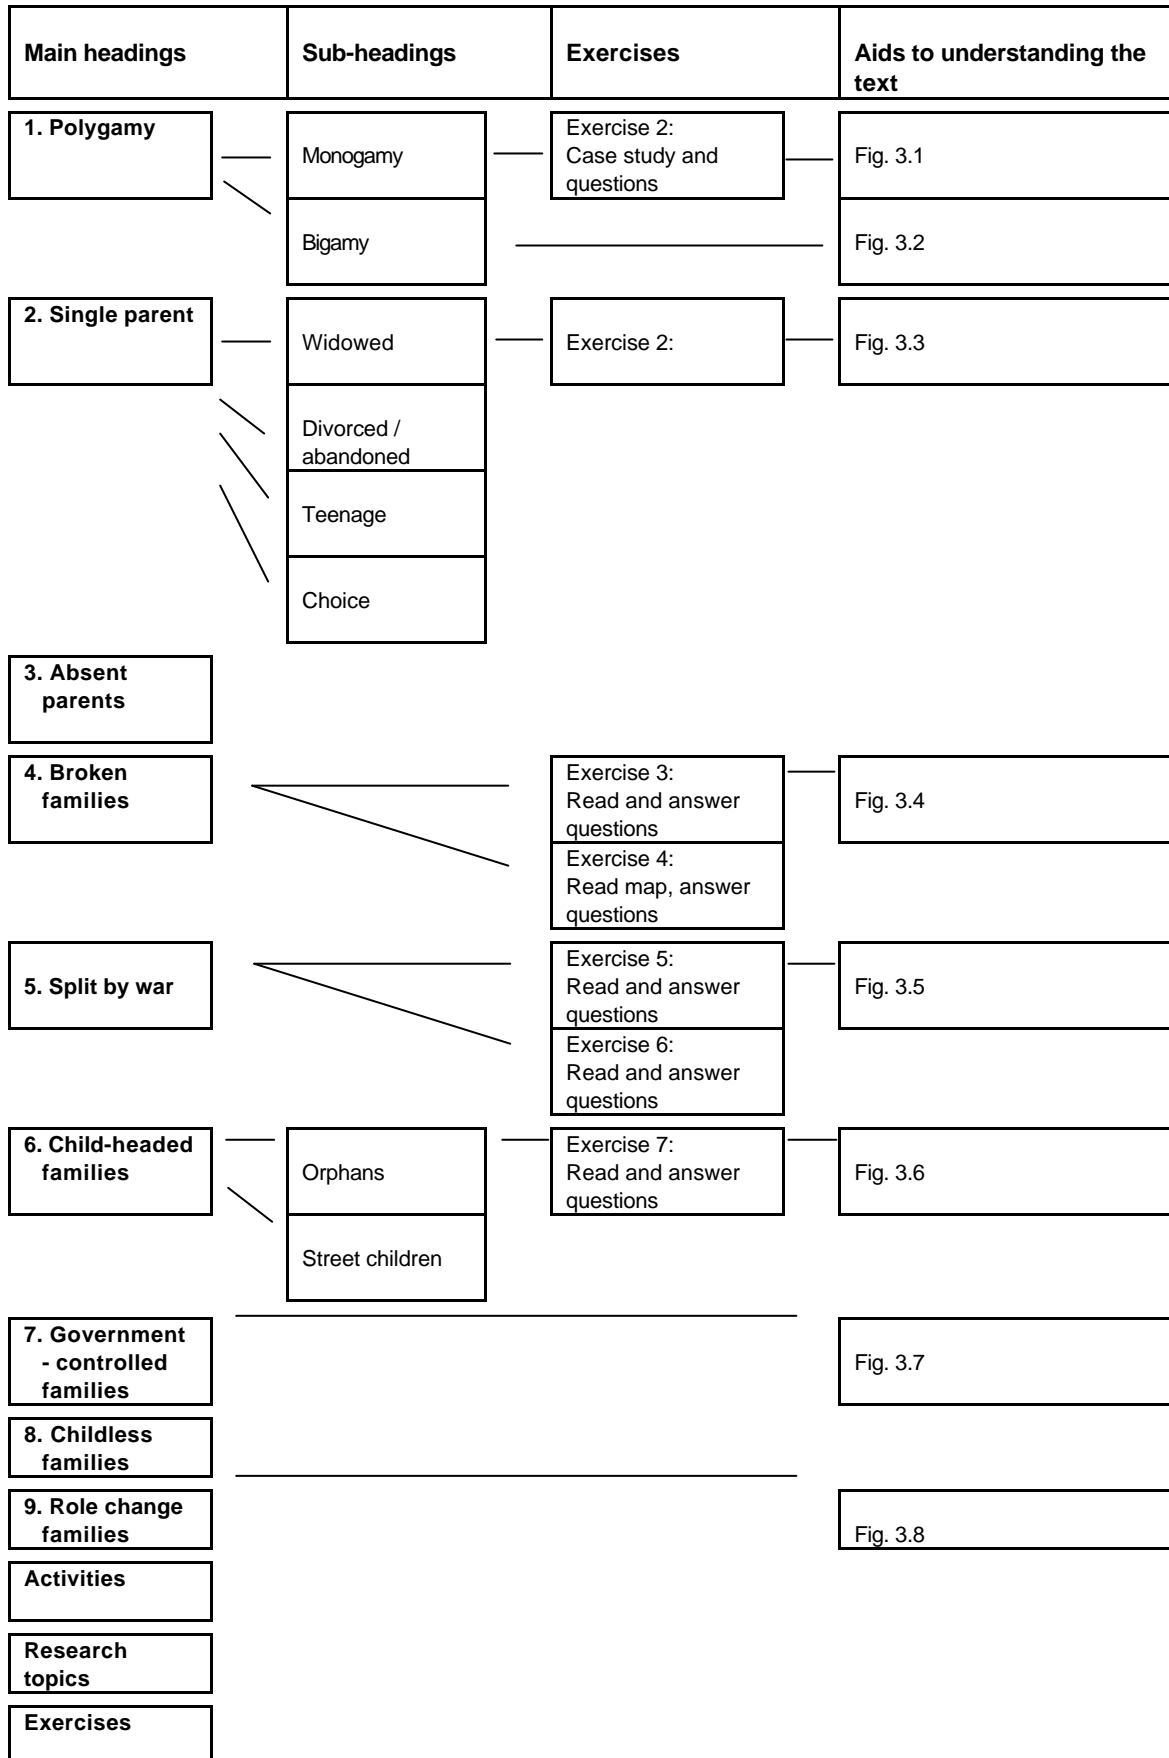 Main headings
Sub-headings
Exercises
Aids to understanding the
text
1. Polygamy
Monogamy
Exercise 2:
Case study and
questions
Fig. 3.1
Bigamy
Fig. 3.2
2. Single parent
Widowed
Exercise 2:
Fig. 3.3
Divorced /
abandoned
Teenage
Choice
3. Absent
parents
4. Broken
families
Exercise 3:
Read and answer
questions
Fig. 3.4
Exercise 4:
Read map, answer
questions
5. Split by war
Exercise 5:
Read and answer
questions
Fig. 3.5
Exercise 6:
Read and answer
questions
6. Child-headed
families
Orphans
Exercise 7:
Read and answer
questions
Fig. 3.6
Street children
7. Government
- controlled
families
Fig. 3.7
8. Childless
families
9. Role change
families
Fig. 3.8
Activities
Research
topics
Exercises